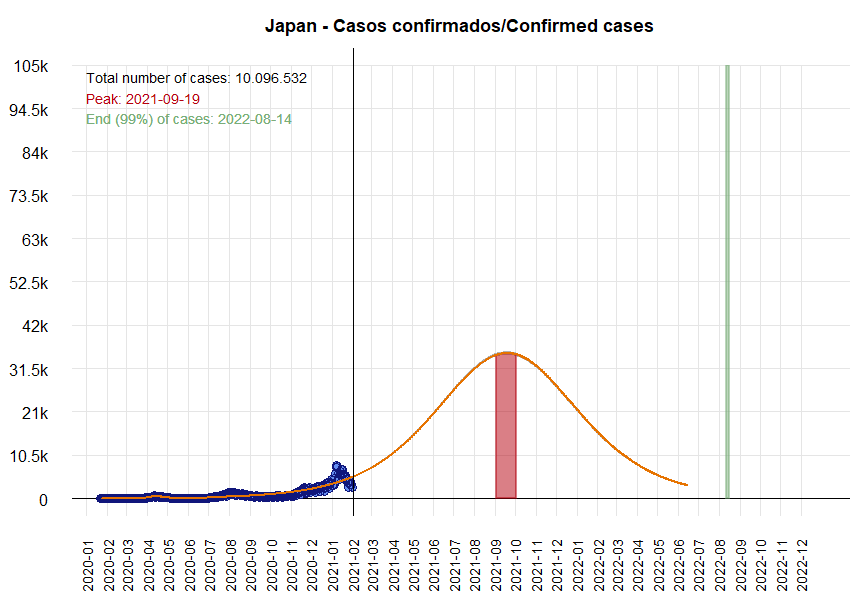 Japan - Casos confirmados/Confirmed cases
105k
94.5k
84k
73.5k
63k
52.5k
42k
31.5k
21k
10.5k
0
Total number of cases: 10.096.532
Peak: 2021-09-19
End (99%) of cases: 2022-08-14
2020-01
2020-02
2020-03
2020-04
2020-05
2020-06
2020-07
2020-08
2020-09
2020-10
2020-11
2020-12
2021-01
2021-02
2021-03
2021-04
2021-05
2021-06
2021-07
2021-08
2021-09
2021-10
2021-11
2021-12
2022-01
2022-02
2022-03
2022-04
2022-05
2022-06
2022-07
2022-08
2022-09
2022-10
2022-11
2022-12